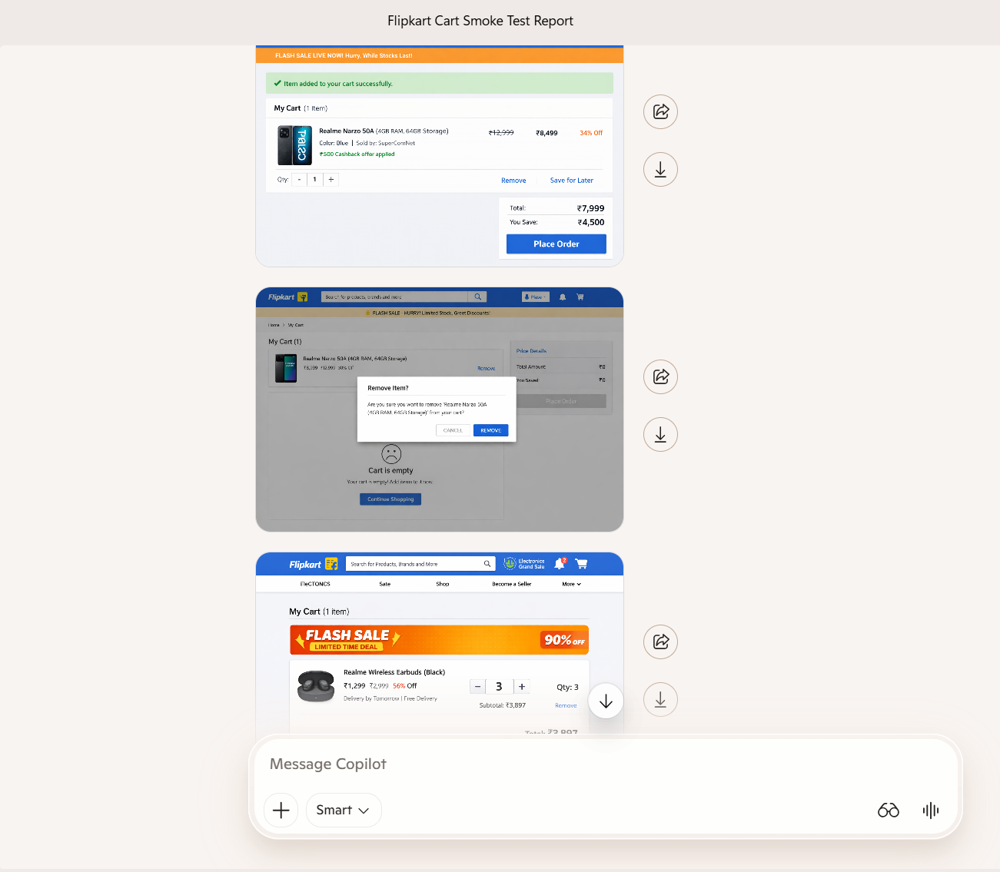 Flipkart Cart Smoke Test Report
FLASH SALE LIVE NOW! Hurry, While Stocks Last!
Item added to your cart successfully.
My Cart (1 Item)
Realme Narzo 50A (4GB RAM, 64GB Storage)
₹12,999 ₹8,499 34% Off
Color: Blue | Sold by: SuperComNet
₹500 Cashback offer applied
Qty: - 1 +
Remove Save for Later
Total: ₹7,999
You Save: ₹4,500
Place Order
Flipkart
Search for products, brands and more
FLASH SALE - HURRY! Limited Stock, Greet Discounts!
Home > My Cart
My Cart (1)
Realme Narzo 50A (4GB RAM, 64GB Storage)
₹8,999 ₹12,999 30% Off
Remove
Price Details
Total Amount: ₹0
You Saved: ₹0
Place Order
Remove Item?
Are you sure you want to remove 'Realme Narzo 50A
(4GB RAM, 64GB Storage)' from your cart?
CANCEL REMOVE
Cart is empty
Your cart is empty! Add items to it now.
Continue Shopping
Flipkart
Search for Products, Brands and More
Electronics
Grand Sale
2
FleCTONCS Sate Shop Become a Seller More
My Cart (1 item)
FLASH SALE
LIMITED TIME DEAL
90% OFF
Realme Wireless Earbuds (Black)
₹1,299 ₹2,999 56% Off
− 3 + Qty: 3
Delivery by Tomorrow | Free Delivery
Subtotal: ₹3,897 Remove
Total: ₹3,897
Message Copilot
Smart